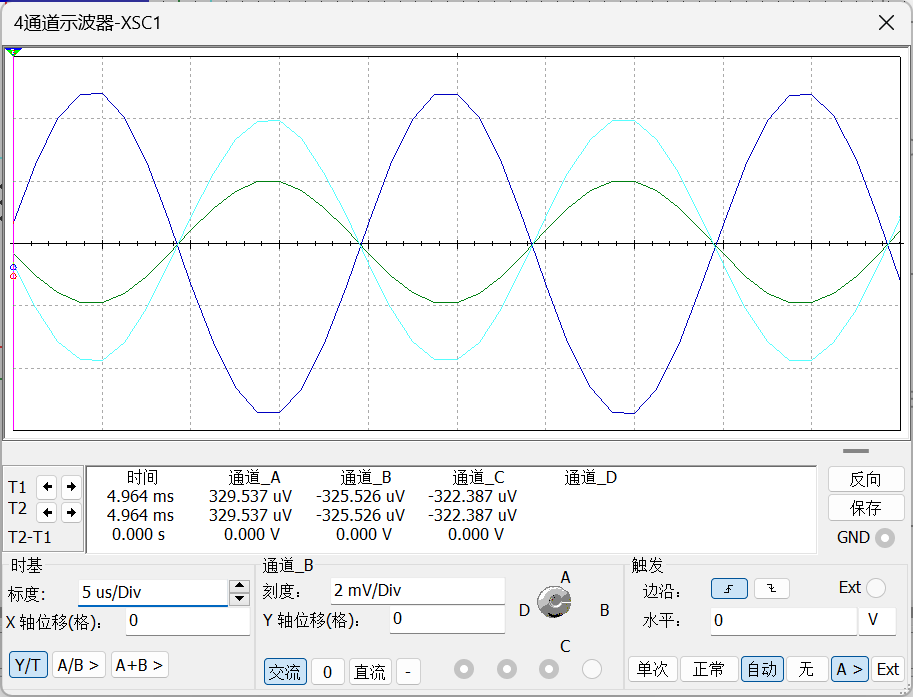 4通道示波器-XSC1
时间 通道_A 通道_B 通道_C 通道_D
T1 4.964 ms 329.537 uV -325.526 uV -322.387 uV
T2 4.964 ms 329.537 uV -325.526 uV -322.387 uV
T2-T1 0.000 s 0.000 V 0.000 V 0.000 V
反向
保存
GND
时基
标度： 5 us/Div
X 轴位移(格)： 0
Y/T A/B > A+B >
通道_B
刻度： 2 mV/Div
Y 轴位移(格)： 0
交流 0 直流 -
A
D B
C
触发
边沿： Ext
水平： 0 V
单次 正常 自动 无 A > Ext